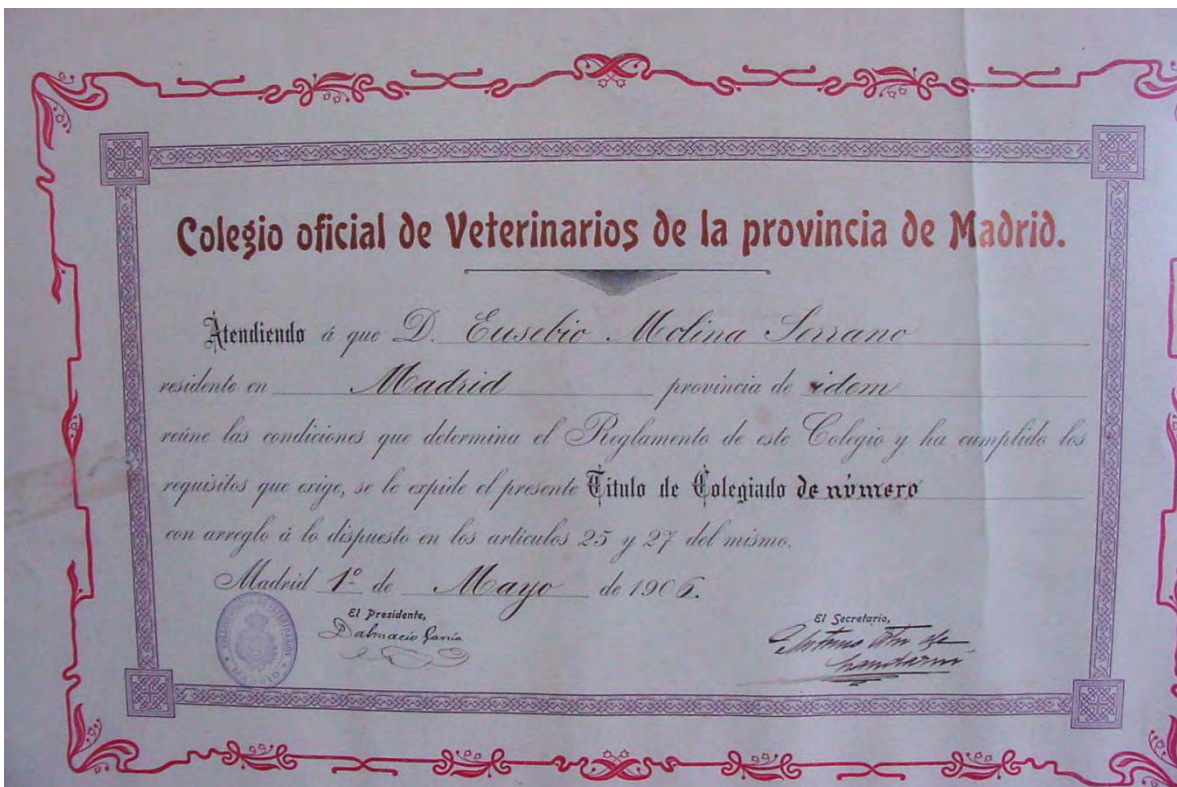 Colegio oficial de Veterinarios de la provincia de Madrid.
Atendiendo á que D. Eusebio Molina Serrano
residente en Madrid provincia de idem
reúne las condiciones que determina el Reglamento de este Colegio y ha cumplido los
requisitos que exige, se le expide el presente Título de Colegiado de número
con arreglo á lo dispuesto en los artículos 25 y 27 del mismo.
Madrid 1º de Mayo de 1906.
El Presidente,
Dalmacio García
El Secretario,